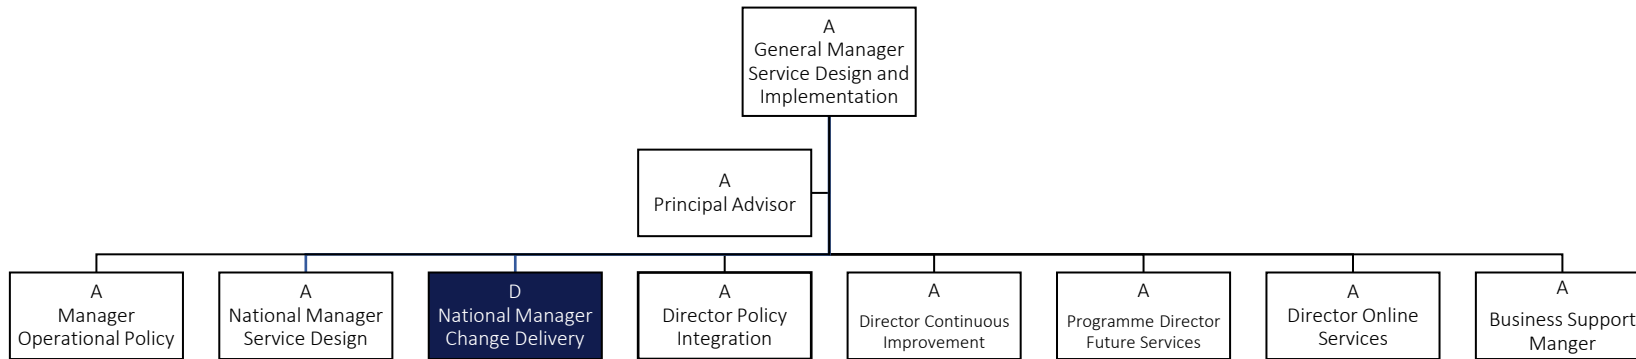 A
General Manager
Service Design and
Implementation
A
Principal Advisor
A
Manager
Operational Policy
A
National Manager
Service Design
D
National Manager
Change Delivery
A
Director Policy
Integration
A
Director Continuous
Improvement
A
Programme Director
Future Services
A
Director Online
Services
A
Business Support
Manger